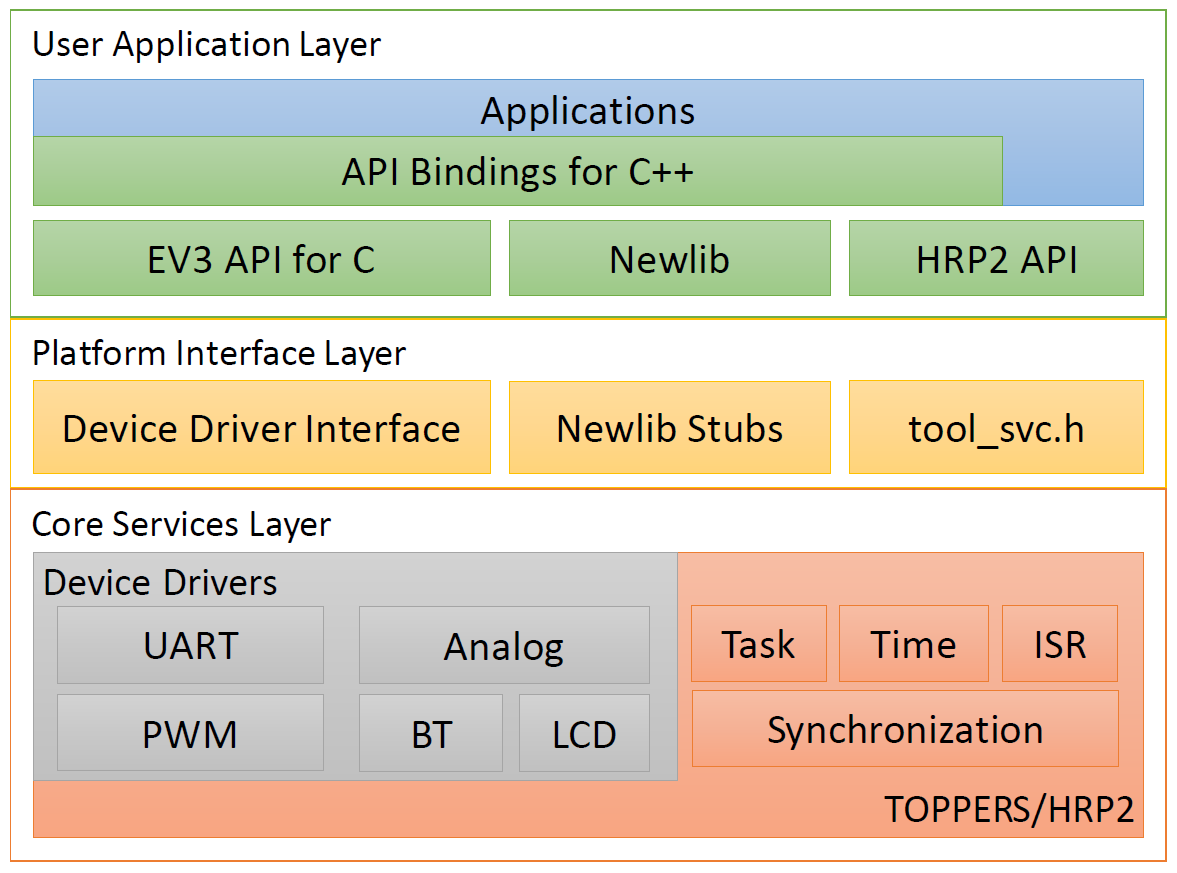 User Application Layer
Applications
API Bindings for C++
EV3 API for C
Newlib
HRP2 API
Platform Interface Layer
Device Driver Interface
Newlib Stubs
tool_svc.h
Core Services Layer
Device Drivers
UART
Analog
Task
Time
ISR
PWM
BT
LCD
Synchronization
TOPPERS/HRP2